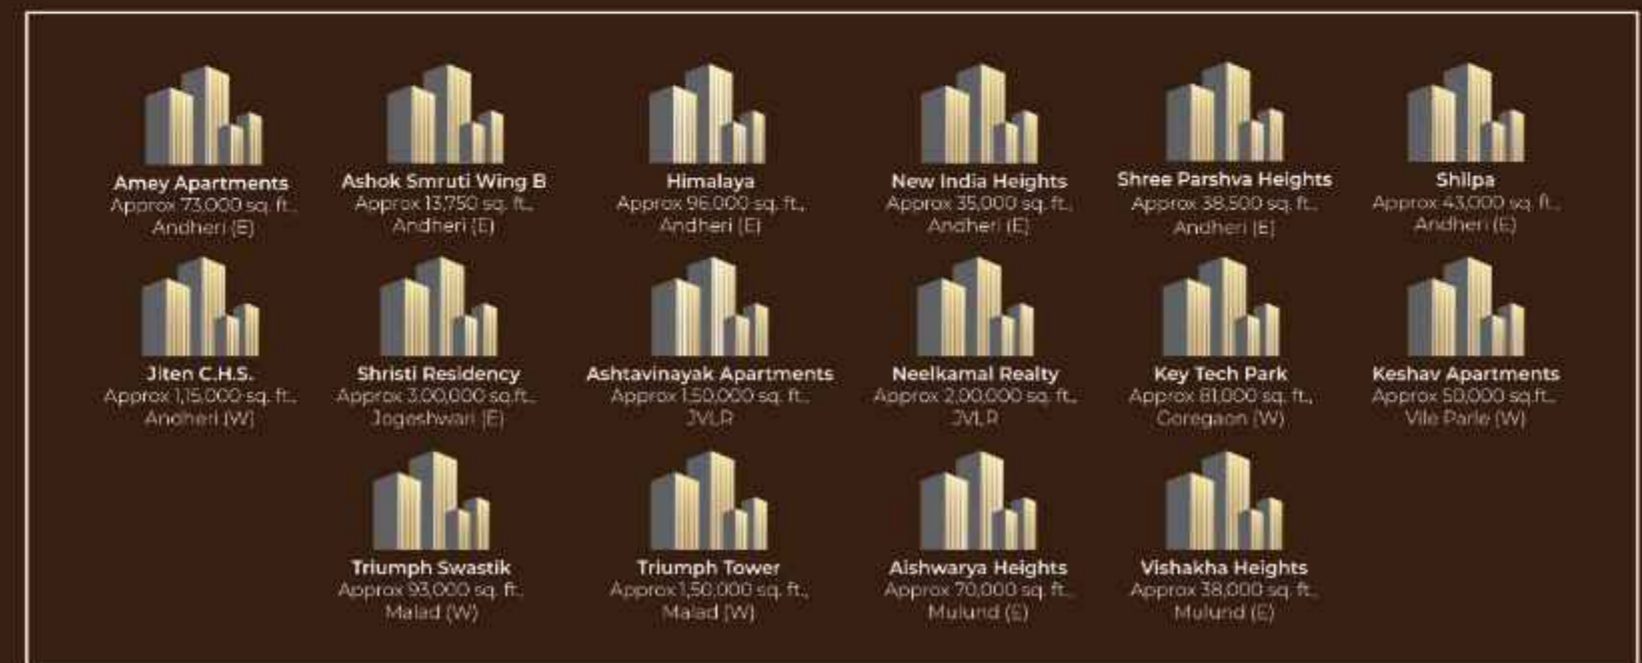 Amey Apartments
Approx 73,000 sq. ft.,
Andheri (E)
Ashok Smruti Wing B
Approx 13,750 sq. ft.,
Andheri (E)
Himalaya
Approx 96,000 sq. ft.,
Andheri (E)
New India Heights
Approx 35,000 sq. ft.,
Andheri (E)
Shree Parshva Heights
Approx 38,500 sq. ft.,
Andheri (E)
Shilpa
Approx 43,000 sq. ft.,
Andheri (E)
Jiten C.H.S.
Approx 1,15,000 sq. ft.,
Andheri (W)
Shristi Residency
Approx 3,00,000 sq.ft.,
Jogeshwari (E)
Ashtavinayak Apartments
Approx 1,50,000 sq. ft.,
JVLR
Neelkamal Realty
Approx 2,00,000 sq. ft.,
JVLR
Key Tech Park
Approx 81,000 sq. ft.,
Goregaon (W)
Keshav Apartments
Approx 50,000 sq.ft.,
Vile Parle (W)
Triumph Swastik
Approx 93,000 sq. ft.,
Malad (W)
Triumph Tower
Approx 1,50,000 sq. ft.,
Malad (W)
Aishwarya Heights
Approx 70,000 sq. ft.,
Mulund (E)
Vishakha Heights
Approx 38,000 sq. ft.,
Mulund (E)